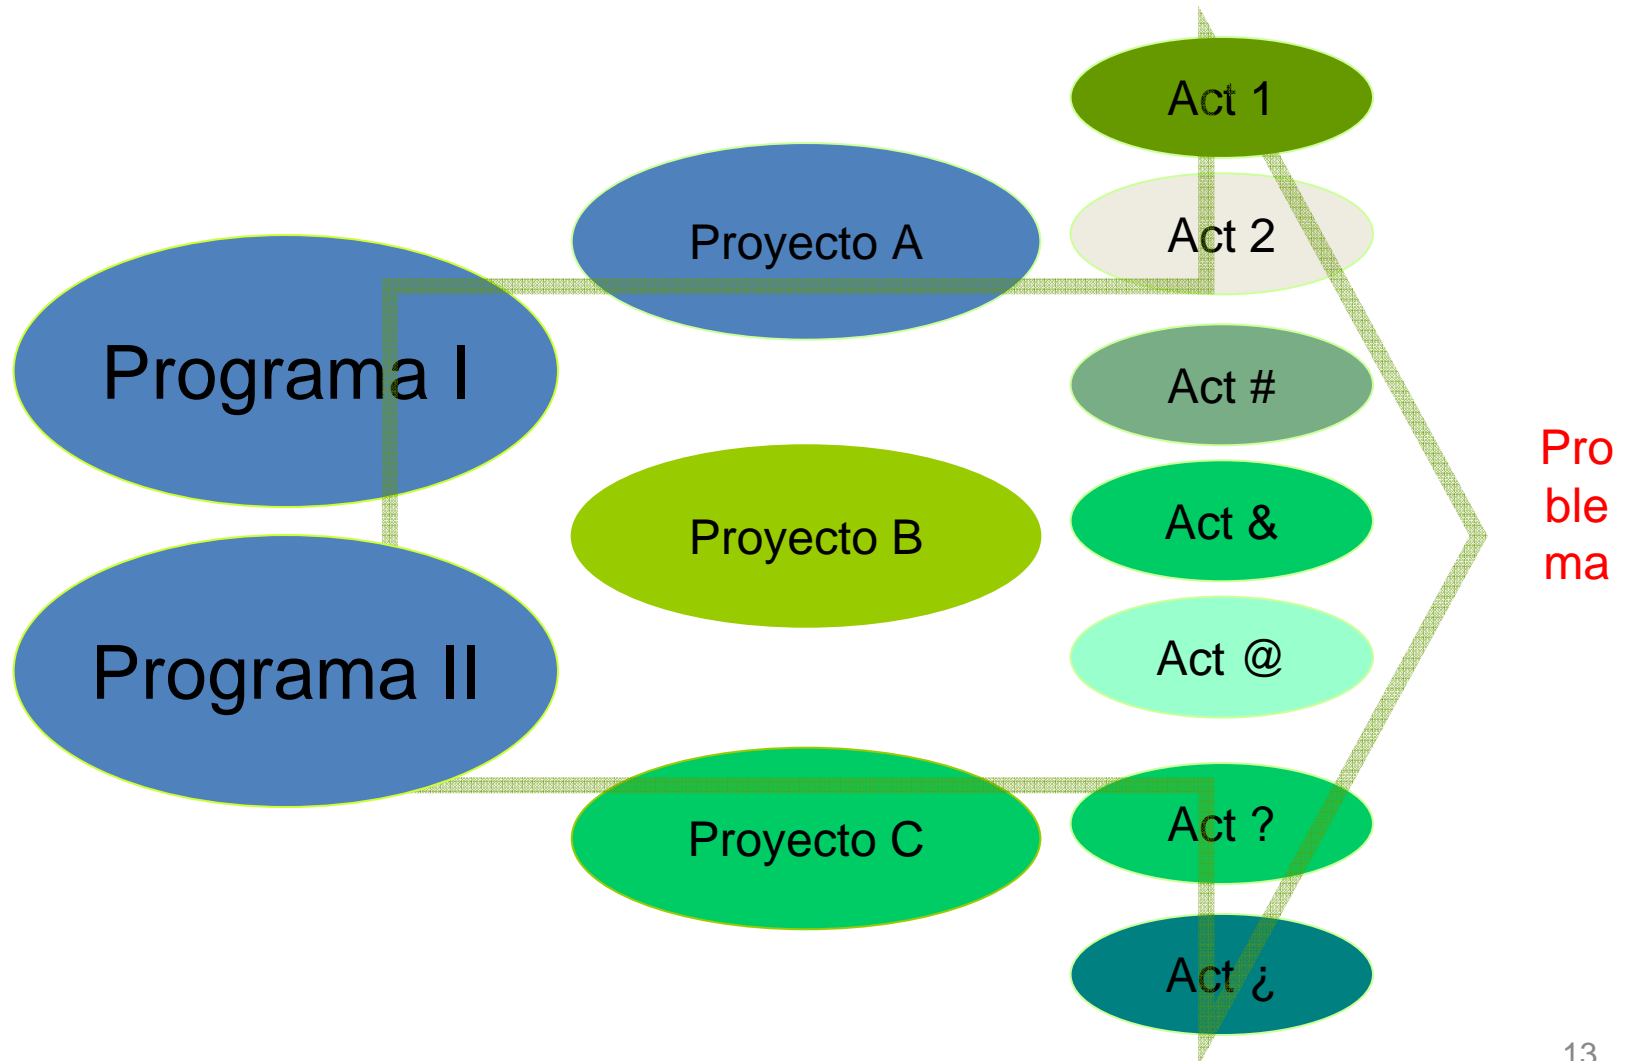 Programa I
Programa II
Proyecto A
Proyecto B
Proyecto C
Act 1
Act 2
Act #
Act &
Act @
Act ?
Act ¿
Pro
ble
ma
13